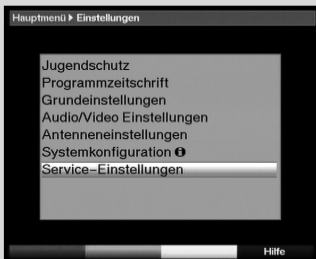 Hauptmenü ▶ Einstellungen
Jugendschutz
Programmzeitschrift
Grundeinstellungen
Audio/Video Einstellungen
Antenneneinstellungen
Systemkonfiguration ℹ
Service-Einstellungen
Hilfe